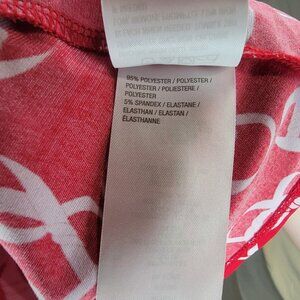 95% POLYESTER / POLYESTER /
POLYESTER / POLIESTERE /
POLYESTER
5% SPANDEX / ELASTANE /
ELASTHAN / ELASTAN /
ÉLASTHANNE